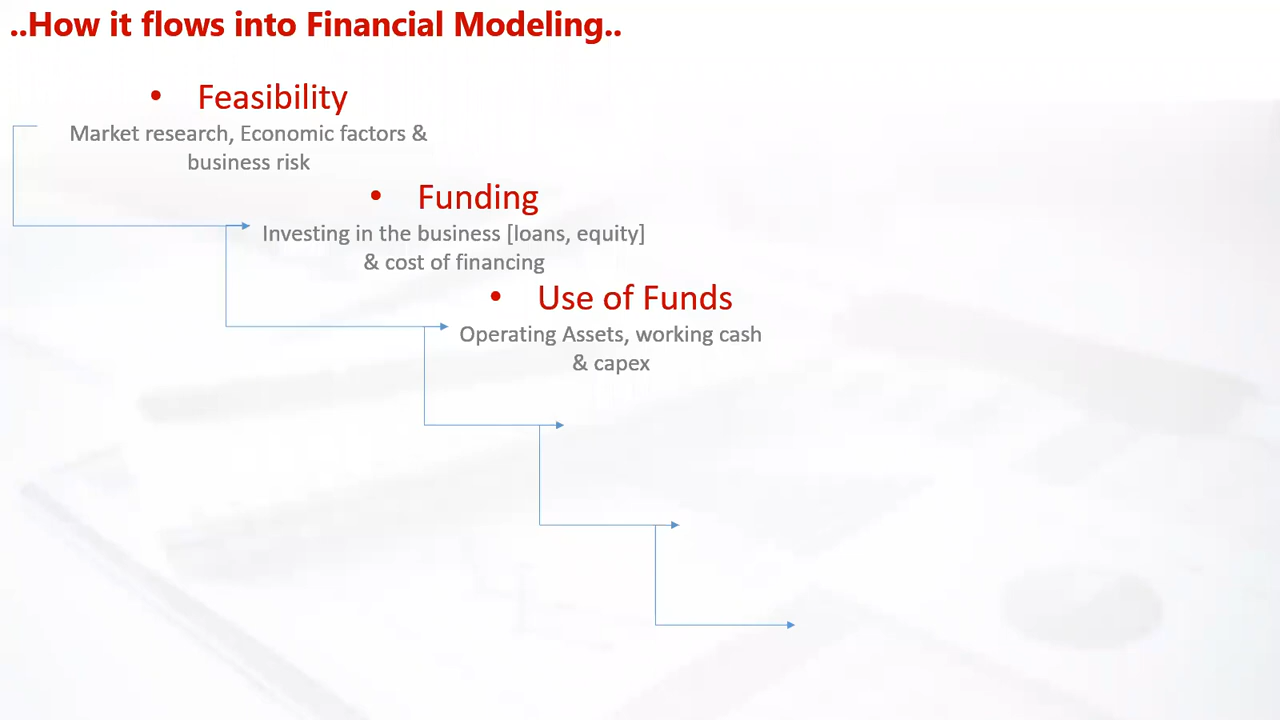 ..How it flows into Financial Modeling..
• Feasibility
Market research, Economic factors &
business risk
• Funding
Investing in the business [loans, equity]
& cost of financing
• Use of Funds
Operating Assets, working cash
& capex